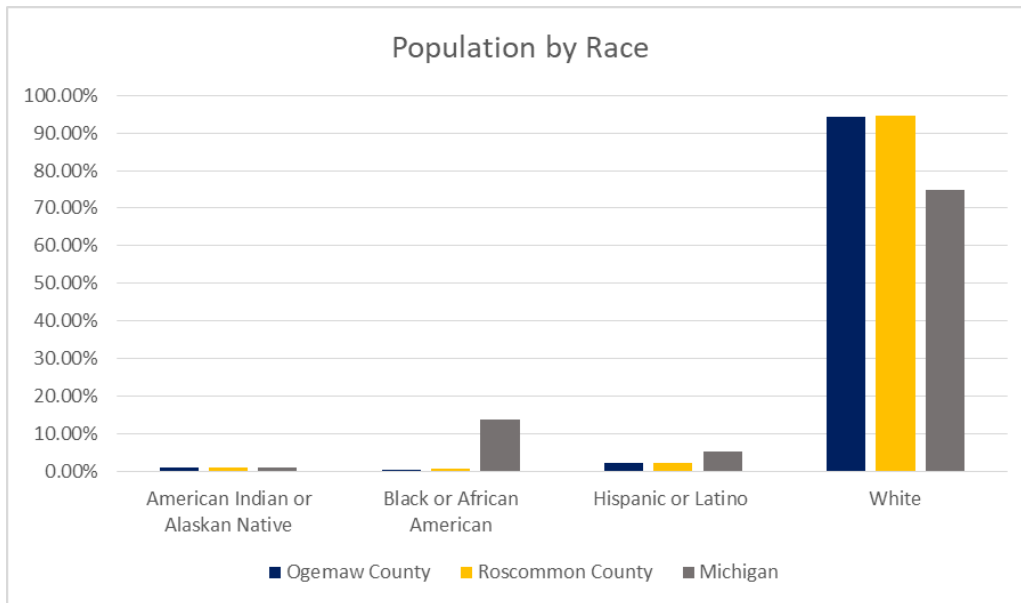 Population by Race
100.00%
90.00%
80.00%
70.00%
60.00%
50.00%
40.00%
30.00%
20.00%
10.00%
0.00%
American Indian or
Alaskan Native
Black or African
American
Hispanic or Latino
White
Ogemaw County
Roscommon County
Michigan